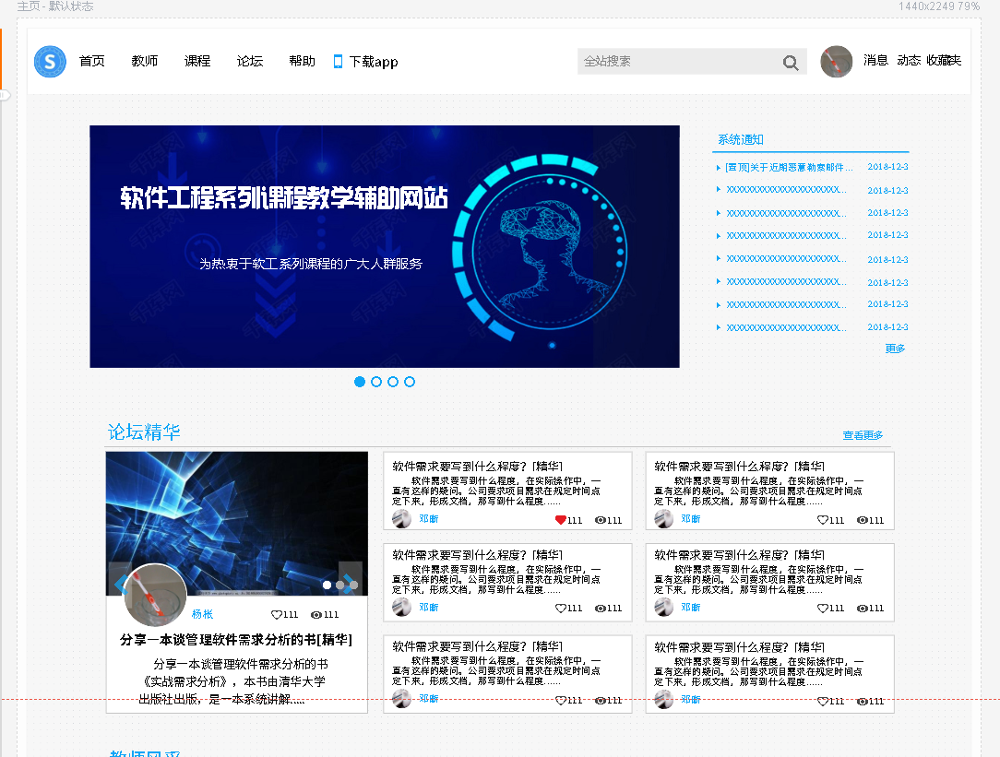 主页 - 默认状态
1440x2249 79%
S 首页 教师 课程 论坛 帮助 下载app 全站搜索 消息 动态 收藏夹
软件工程系列课程教学辅助网站
为热衷于软工系列课程的广大人群服务
系统通知
[置顶]关于近期恶意勒索邮件... 2018-12-3
XXXXXXXXXXXXXXXXXXXXXX... 2018-12-3
XXXXXXXXXXXXXXXXXXXXXX... 2018-12-3
XXXXXXXXXXXXXXXXXXXXXX... 2018-12-3
XXXXXXXXXXXXXXXXXXXXXX... 2018-12-3
XXXXXXXXXXXXXXXXXXXXXX... 2018-12-3
XXXXXXXXXXXXXXXXXXXXXX... 2018-12-3
XXXXXXXXXXXXXXXXXXXXXX... 2018-12-3
更多
论坛精华
查看更多
杨枨 111 111
分享一本谈管理软件需求分析的书[精华]
分享一本谈管理软件需求分析的书
《实战需求分析》，本书由清华大学
出版社出版，是一本系统讲解.....
软件需求要写到什么程度？[精华]
软件需求要写到什么程度，在实际操作中，一
直有这样的疑问。公司要求项目需求在规定时间点
定下来，形成文档，那写到什么程度......
邓晰 111 111
软件需求要写到什么程度？[精华]
软件需求要写到什么程度，在实际操作中，一
直有这样的疑问。公司要求项目需求在规定时间点
定下来，形成文档，那写到什么程度......
邓晰 111 111
软件需求要写到什么程度？[精华]
软件需求要写到什么程度，在实际操作中，一
直有这样的疑问。公司要求项目需求在规定时间点
定下来，形成文档，那写到什么程度......
邓晰 111 111
软件需求要写到什么程度？[精华]
软件需求要写到什么程度，在实际操作中，一
直有这样的疑问。公司要求项目需求在规定时间点
定下来，形成文档，那写到什么程度......
邓晰 111 111
软件需求要写到什么程度？[精华]
软件需求要写到什么程度，在实际操作中，一
直有这样的疑问。公司要求项目需求在规定时间点
定下来，形成文档，那写到什么程度......
邓晰 111 111
软件需求要写到什么程度？[精华]
软件需求要写到什么程度，在实际操作中，一
直有这样的疑问。公司要求项目需求在规定时间点
定下来，形成文档，那写到什么程度......
邓晰 111 111
教师风采